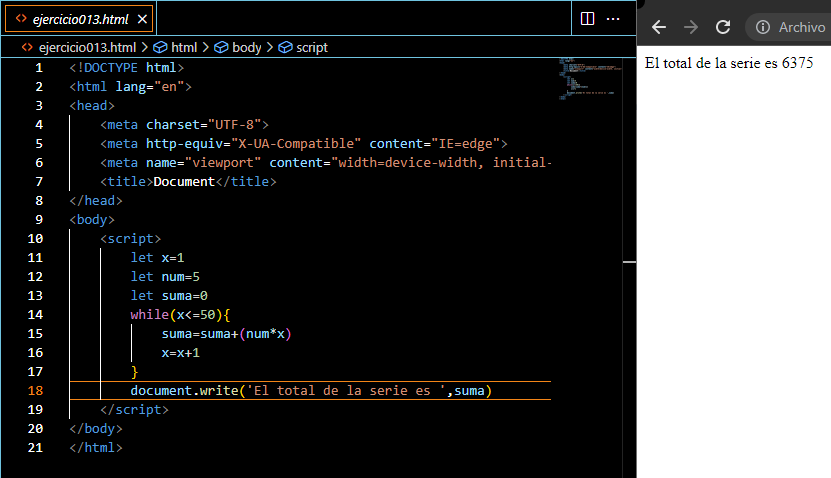 ejercicio013.html
ejercicio013.html > html > body > script
1 <!DOCTYPE html>
2 <html lang="en">
3 <head>
4 <meta charset="UTF-8">
5 <meta http-equiv="X-UA-Compatible" content="IE=edge">
6 <meta name="viewport" content="width=device-width, initial-
7 <title>Document</title>
8 </head>
9 <body>
10 <script>
11 let x=1
12 let num=5
13 let suma=0
14 while(x<=50){
15 suma=suma+(num*x)
16 x=x+1
17 }
18 document.write('El total de la serie es ',suma)
19 </script>
20 </body>
21 </html>
Archivo
El total de la serie es 6375